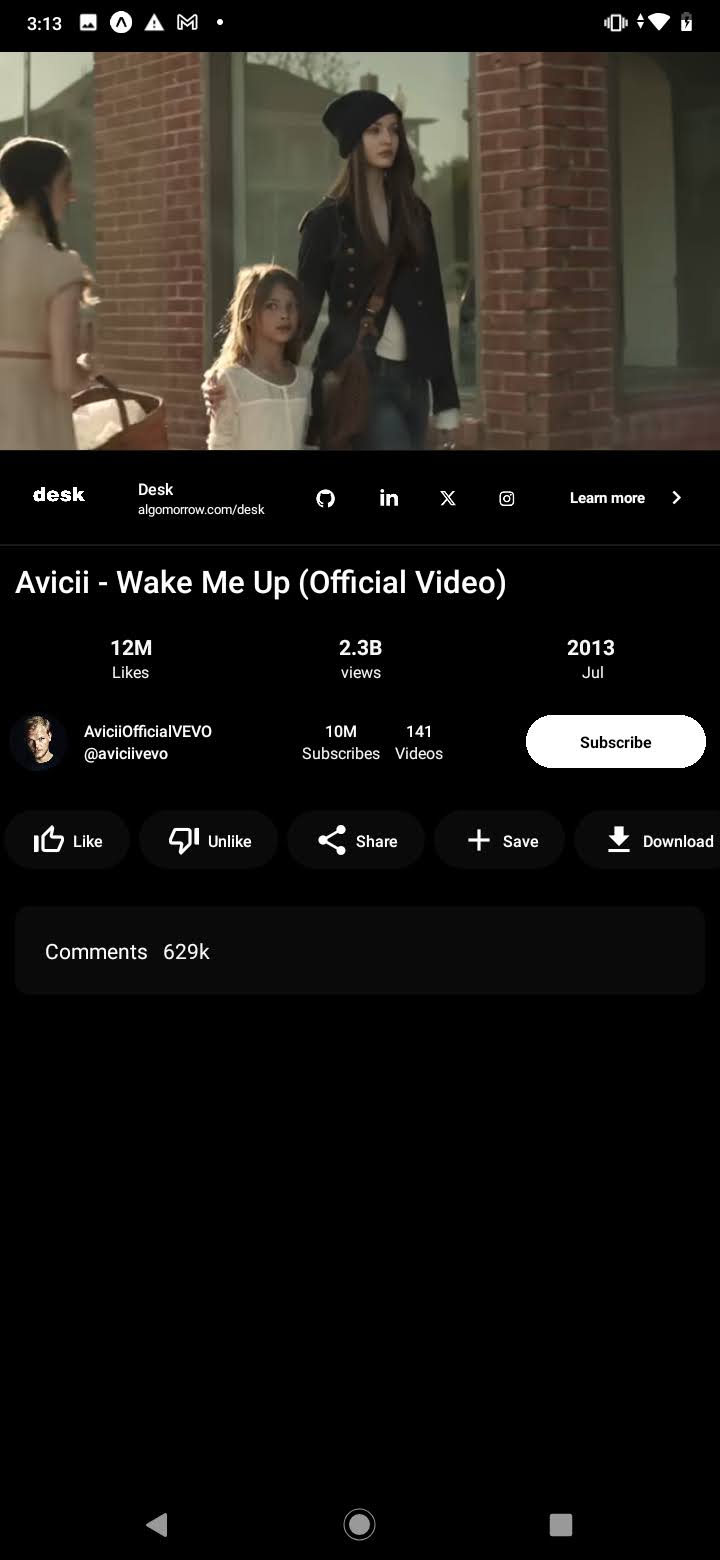 3:13
desk
Desk
algomorrow.com/desk
Learn more
Avicii - Wake Me Up (Official Video)
12M
Likes
2.3B
views
2013
Jul
AviciiOfficialVEVO
@aviciivevo
10M
Subscribes
141
Videos
Subscribe
Like
Unlike
Share
Save
Download
Comments 629k